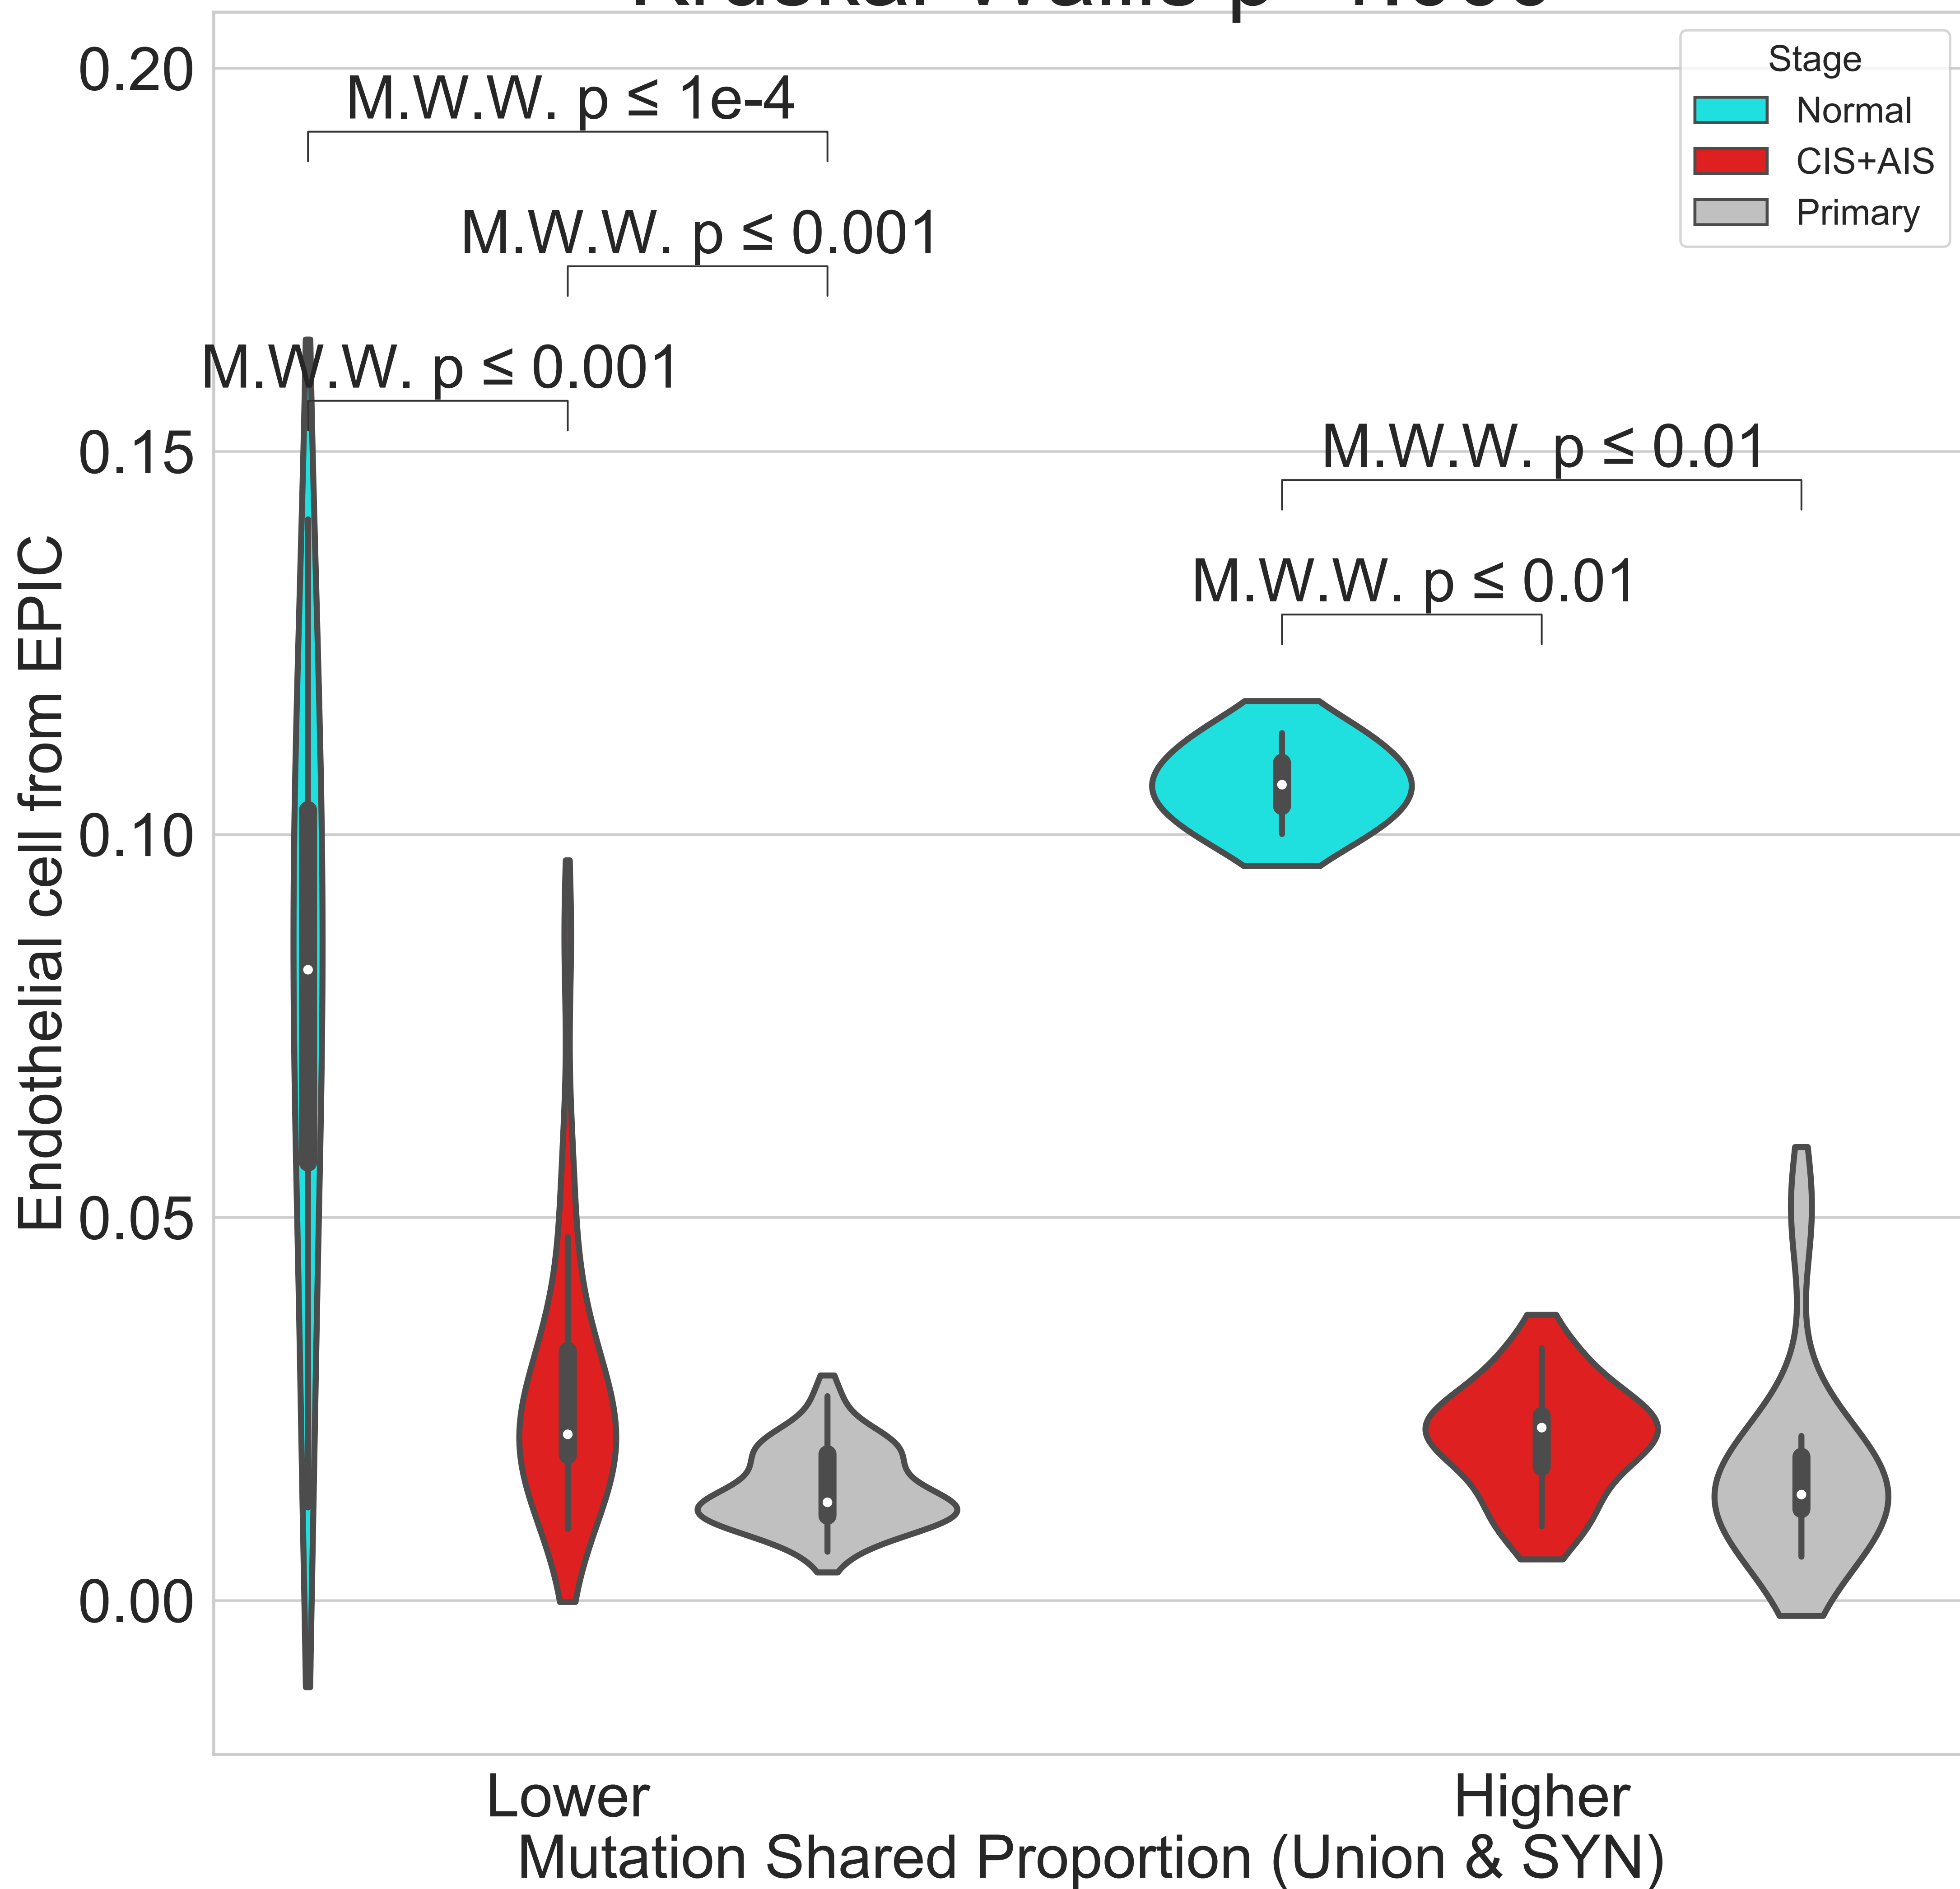 0.20
0.15
0.10
0.05
0.00
Endothelial cell from EPIC
M.W.W. p ≤ 1e-4
M.W.W. p ≤ 0.001
M.W.W. p ≤ 0.001
M.W.W. p ≤ 0.01
M.W.W. p ≤ 0.01
Stage
Normal
CIS+AIS
Primary
Lower
Higher
Mutation Shared Proportion (Union & SYN)